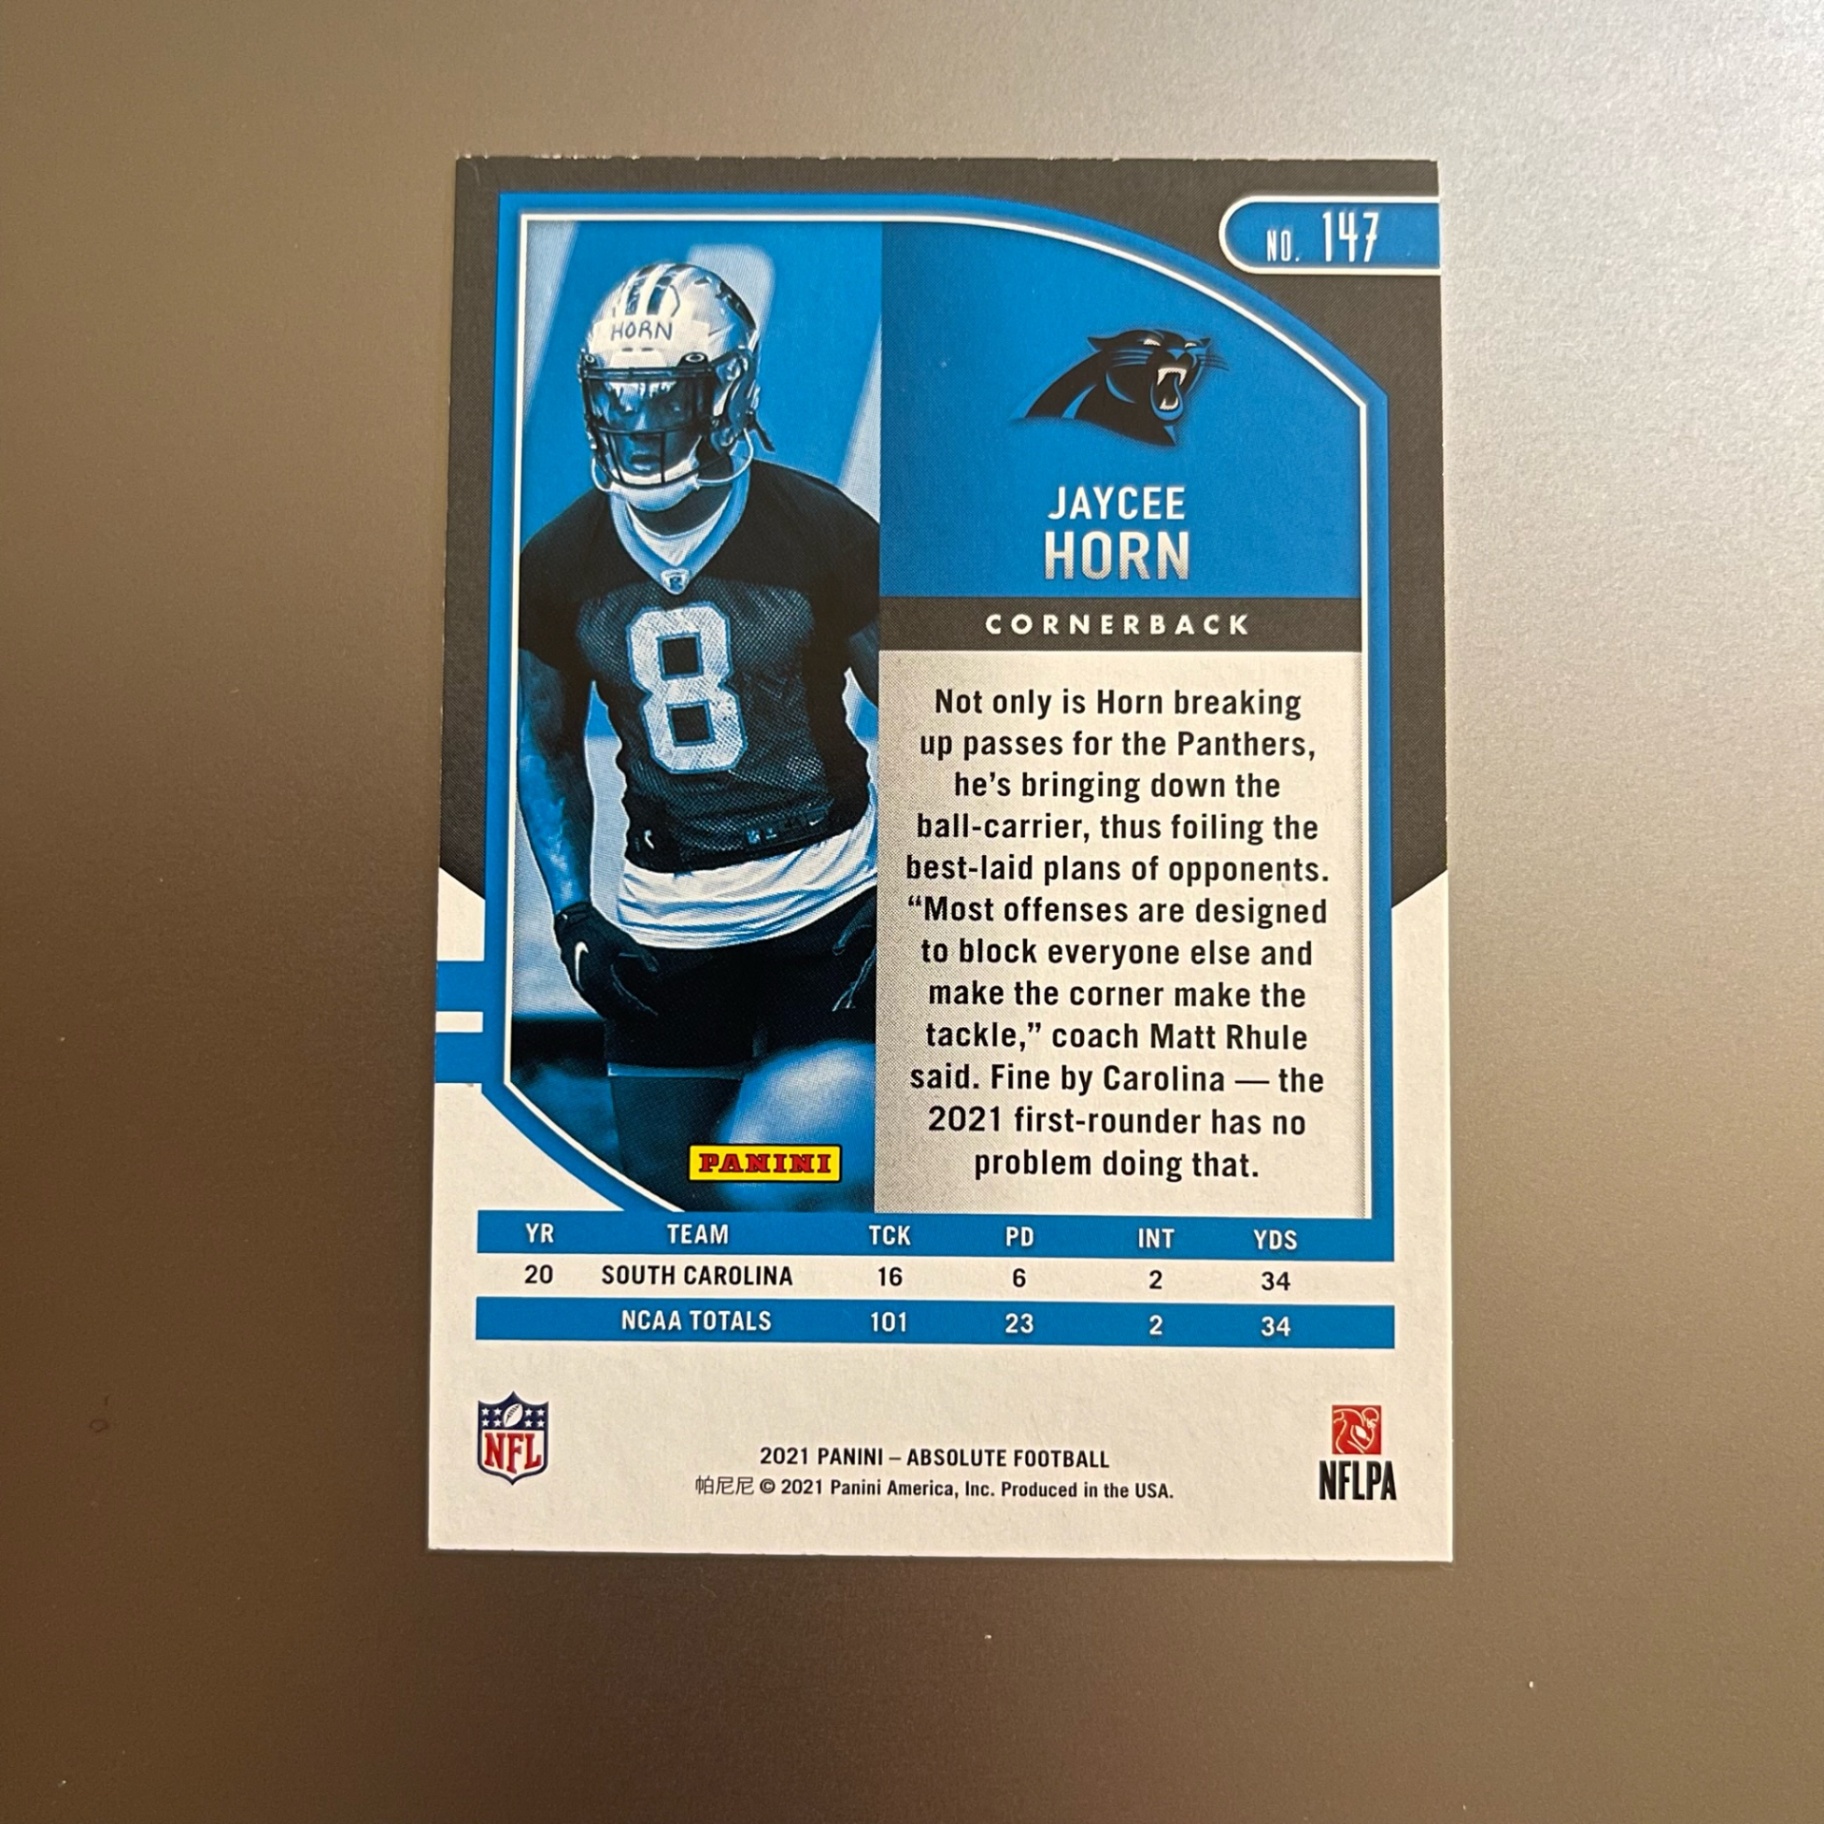 NO. 147
HORN
8
JAYCEE
HORN
CORNERBACK
Not only is Horn breaking
up passes for the Panthers,
he's bringing down the
ball-carrier, thus foiling the
best-laid plans of opponents.
“Most offenses are designed
to block everyone else and
make the corner make the
tackle,” coach Matt Rhule
said. Fine by Carolina — the
2021 first-rounder has no
problem doing that.
PANINI
YR TEAM TCK PD INT YDS
20 SOUTH CAROLINA 16 6 2 34
NCAA TOTALS 101 23 2 34
NFL
2021 PANINI – ABSOLUTE FOOTBALL
帕尼尼 © 2021 Panini America, Inc. Produced in the USA.
NFLPA